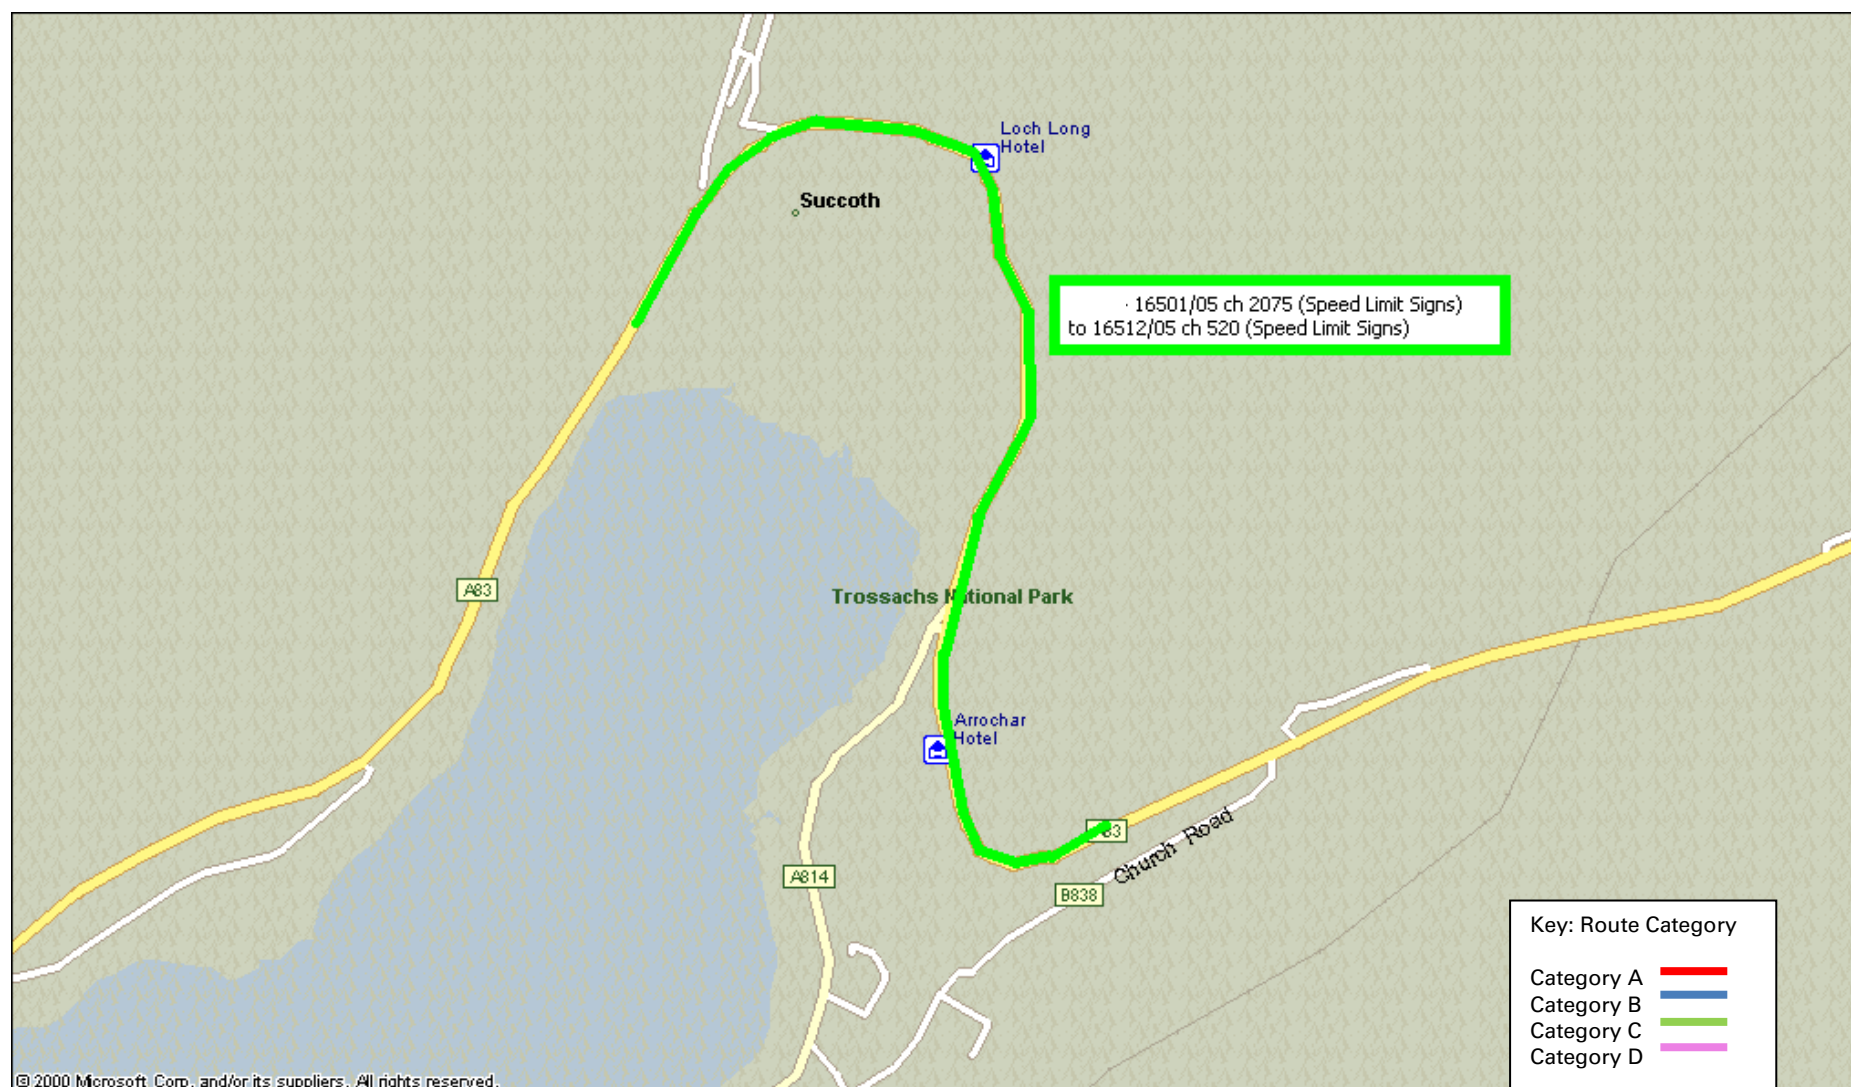 Loch Long
Hotel
Succoth
· 16501/05 ch 2075 (Speed Limit Signs)
to 16512/05 ch 520 (Speed Limit Signs)
A83
Trossachs National Park
Arrochar
Hotel
A83
Church Road
A814
B838
Key: Route Category
Category A
Category B
Category C
Category D
© 2000 Microsoft Corp. and/or its suppliers. All rights reserved.